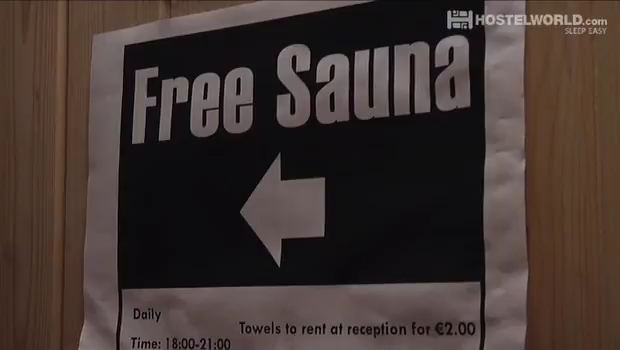 HOSTELWORLD.com
SLEEP EASY
Free Sauna
Daily
Towels to rent at reception for €2.00
Time: 18:00-21:00